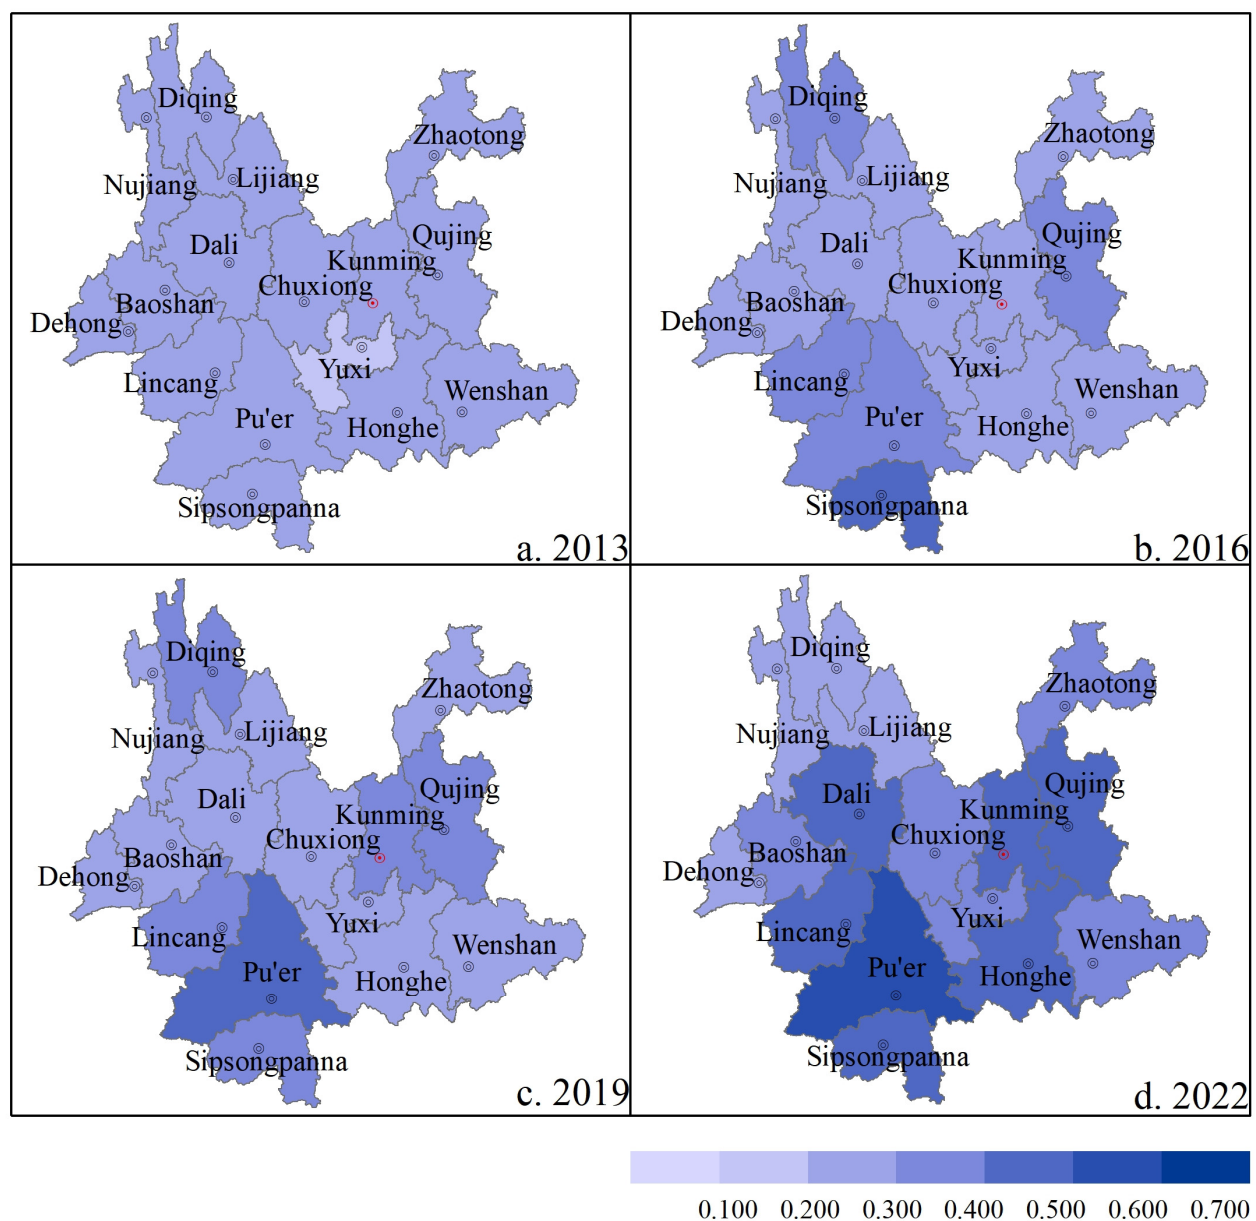 Diqing
Zhaotong
Nujiang
Lijiang
Dali
Qujing
Kunming
Chuxiong
Baoshan
Dehong
Yuxi
Lincang
Wenshan
Pu'er
Honghe
Sipsongpanna
a. 2013
Diqing
Zhaotong
Nujiang
Lijiang
Dali
Qujing
Kunming
Chuxiong
Baoshan
Dehong
Yuxi
Lincang
Wenshan
Pu'er
Honghe
Sipsongpanna
b. 2016
Diqing
Zhaotong
Nujiang
Lijiang
Dali
Qujing
Kunming
Chuxiong
Baoshan
Dehong
Yuxi
Lincang
Wenshan
Pu'er
Honghe
Sipsongpanna
c. 2019
Diqing
Zhaotong
Nujiang
Lijiang
Dali
Qujing
Kunming
Chuxiong
Baoshan
Dehong
Yuxi
Lincang
Wenshan
Pu'er
Honghe
Sipsongpanna
d. 2022
0.100 0.200 0.300 0.400 0.500 0.600 0.700